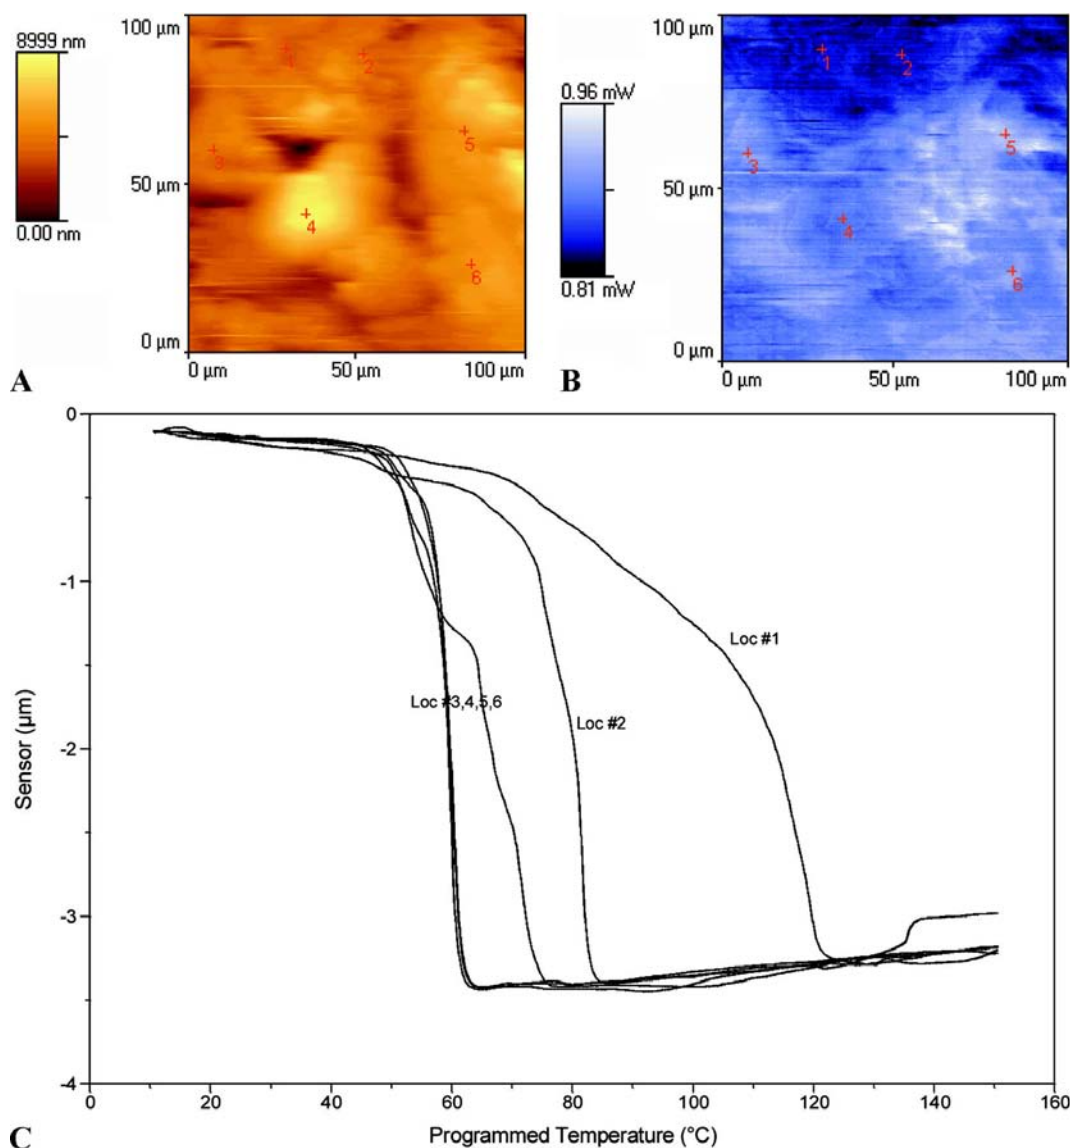 8999 nm
0.00 nm
100 µm
50 µm
0 µm
0 µm
50 µm
100 µm
1
2
3
4
5
6
A
0.96 mW
0.81 mW
100 µm
50 µm
0 µm
0 µm
50 µm
100 µm
1
2
3
4
5
6
B
0
-1
-2
-3
-4
Sensor (µm)
Loc #1
Loc #2
Loc #3,4,5,6
0
20
40
60
80
100
120
140
160
Programmed Temperature (°C)
C